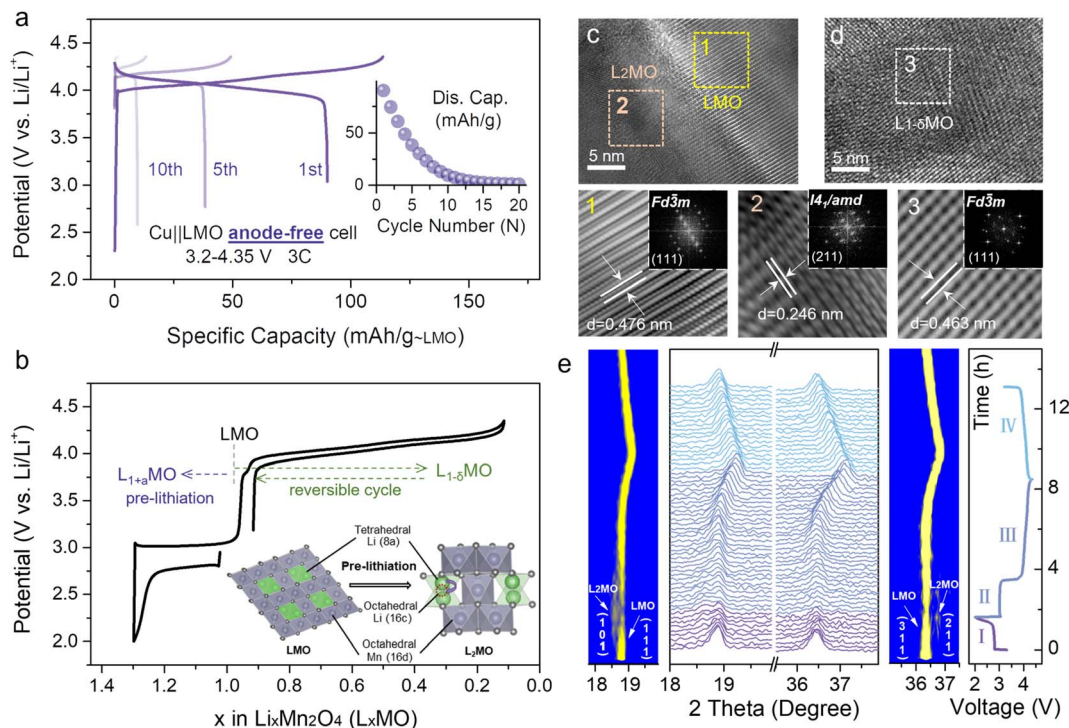 a
4.5
4.0
3.5
3.0
2.5
2.0
Potential (V vs. Li/Li⁺)
10th
5th
1st
Dis. Cap.
(mAh/g)
50
0
0
10
20
Cycle Number (N)
Cu||LMO anode-free cell
3.2-4.35 V 3C
0
50
100
150
Specific Capacity (mAh/g~LMO)
b
4.5
4.0
3.5
3.0
2.5
2.0
Potential (V vs. Li/Li⁺)
LMO
L₁₊ₐMO
pre-lithiation
L₁₋δMO
reversible cycle
Tetrahedral
Li (8a)
Pre-lithiation
Octahedral
Li (16c)
Octahedral
Mn (16d)
LMO
L₂MO
1.4
1.2
1.0
0.8
0.6
0.4
0.2
0.0
x in LiₓMn₂O₄ (LₓMO)
c
L₂MO
2
1
LMO
5 nm
d
3
L₁₋δMO
5 nm
1
Fd3̄m
(111)
d=0.476 nm
2
I4₁/amd
(211)
d=0.246 nm
3
Fd3̄m
(111)
d=0.463 nm
e
L₂MO
(101)
LMO
(111)
18
19
18
19
36
37
2 Theta (Degree)
LMO
(311)
L₂MO
(211)
36
37
Time (h)
12
8
4
0
IV
III
II
I
2
3
4
Voltage (V)